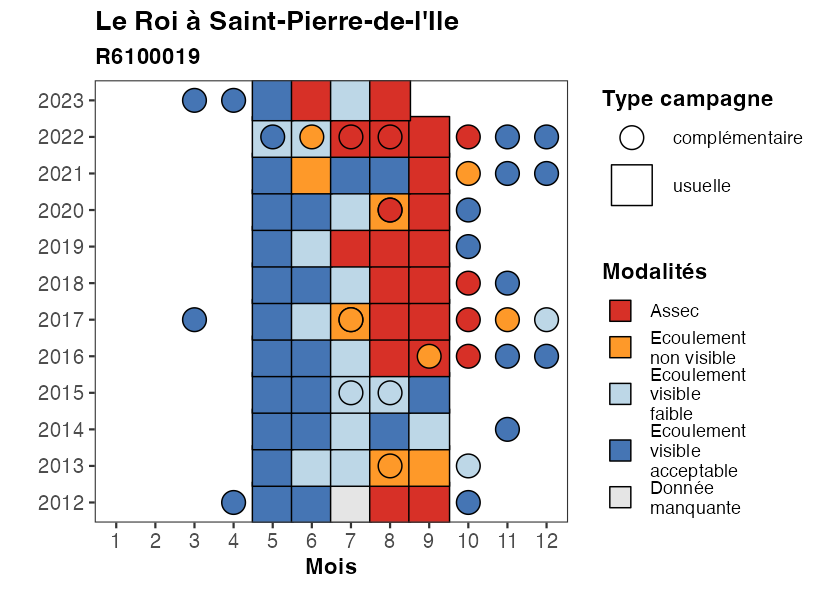 Le Roi à Saint-Pierre-de-l'Ile
R6100019
2023
2022
2021
2020
2019
2018
2017
2016
2015
2014
2013
2012
1 2 3 4 5 6 7 8 9 10 11 12
Mois
Type campagne
complémentaire
usuelle
Modalités
Assec
Ecoulement
non visible
Ecoulement
visible
faible
Ecoulement
visible
acceptable
Donnée
manquante